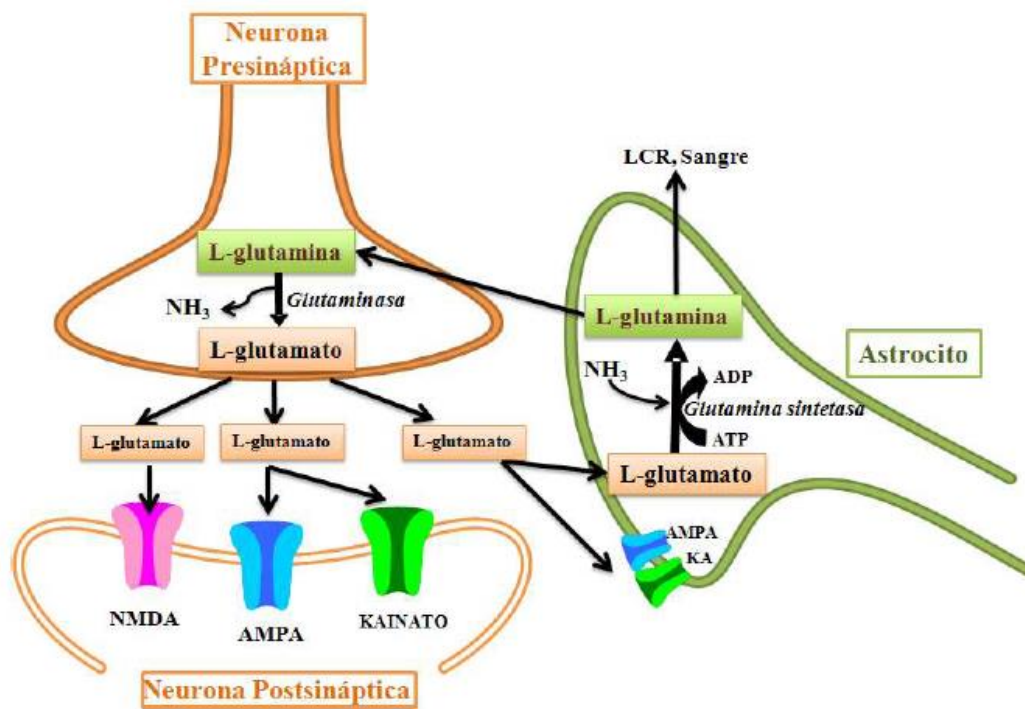 Neurona
Presináptica
LCR, Sangre
L-glutamina
NH3
Glutaminasa
L-glutamato
L-glutamina
Astrocito
NH3
ADP
Glutamina sintetasa
ATP
L-glutamato
L-glutamato
L-glutamato
L-glutamato
AMPA
KA
NMDA
AMPA
KAINATO
Neurona Postsináptica